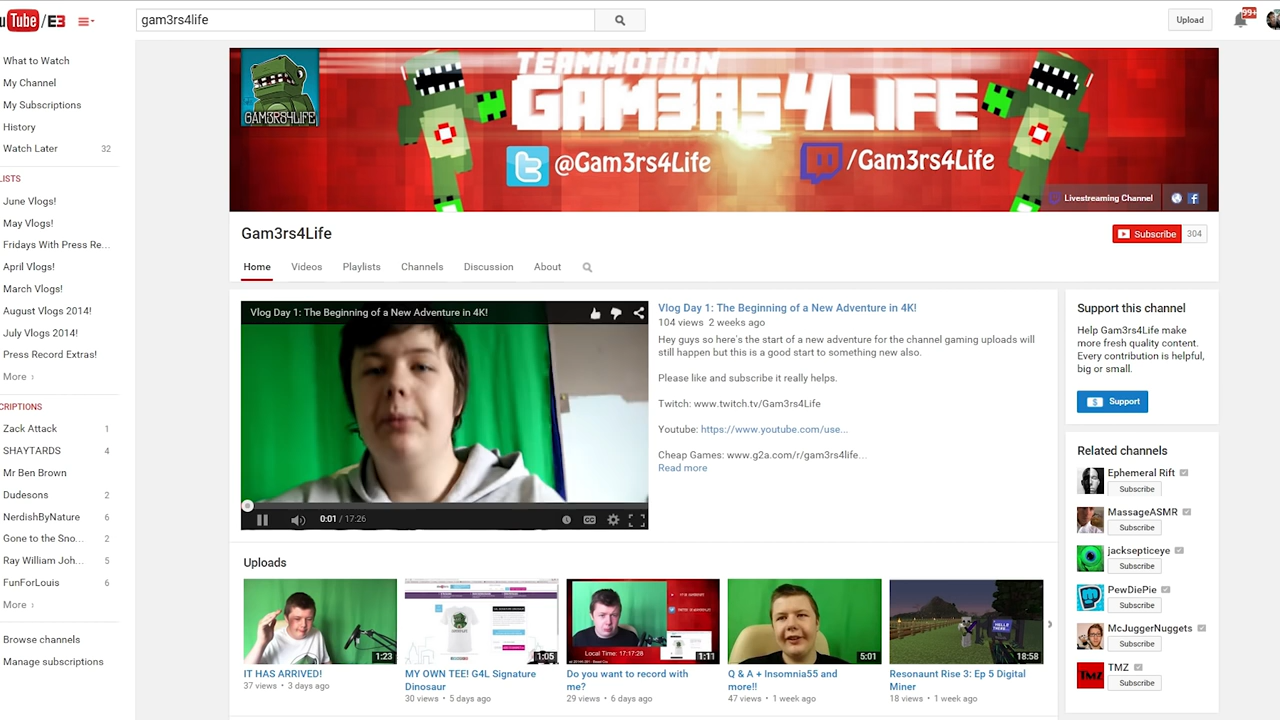 YouTube /E3
gam3rs4life
Upload
99+
What to Watch
My Channel
My Subscriptions
History
Watch Later 32
LISTS
June Vlogs!
May Vlogs!
Fridays With Press Re...
April Vlogs!
March Vlogs!
August Vlogs 2014!
July Vlogs 2014!
Press Record Extras!
More
CRIPTIONS
Zack Attack 1
SHAYTARDS 4
Mr Ben Brown
Dudesons 2
NerdishByNature 6
Gone to the Sno... 2
Ray William Joh... 5
FunForLouis 6
More
Browse channels
Manage subscriptions
GAM3RS4LIFE
TEAMMOTION
GAM3RS4LIFE
@Gam3rs4Life
/Gam3rs4Life
Livestreaming Channel
Gam3rs4Life
Subscribe 304
Home Videos Playlists Channels Discussion About
Vlog Day 1: The Beginning of a New Adventure in 4K!
0:01 / 17:26
Vlog Day 1: The Beginning of a New Adventure in 4K!
104 views 2 weeks ago
Hey guys so here's the start of a new adventure for the channel gaming uploads will
still happen but this is a good start to something new also.
Please like and subscribe it really helps.
Twitch: www.twitch.tv/Gam3rs4Life
Youtube: https://www.youtube.com/use...
Cheap Games: www.g2a.com/r/gam3rs4life...
Read more
Support this channel
Help Gam3rs4Life make
more fresh quality content.
Every contribution is helpful,
big or small.
Support
Related channels
Ephemeral Rift
Subscribe
MassageASMR
Subscribe
jacksepticeye
Subscribe
PewDiePie
Subscribe
McJuggerNuggets
Subscribe
TMZ
TMZ
Subscribe
Uploads
1:23
IT HAS ARRIVED!
37 views • 3 days ago
1:05
MY OWN TEE! G4L Signature
Dinosaur
30 views • 5 days ago
Local Time: 17:17:28
1:11
Do you want to record with
me?
29 views • 6 days ago
5:01
Q & A + Insomnia55 and
more!!
47 views • 1 week ago
HELLO
THERE
18:58
Resonaunt Rise 3: Ep 5 Digital
Miner
18 views • 1 week ago